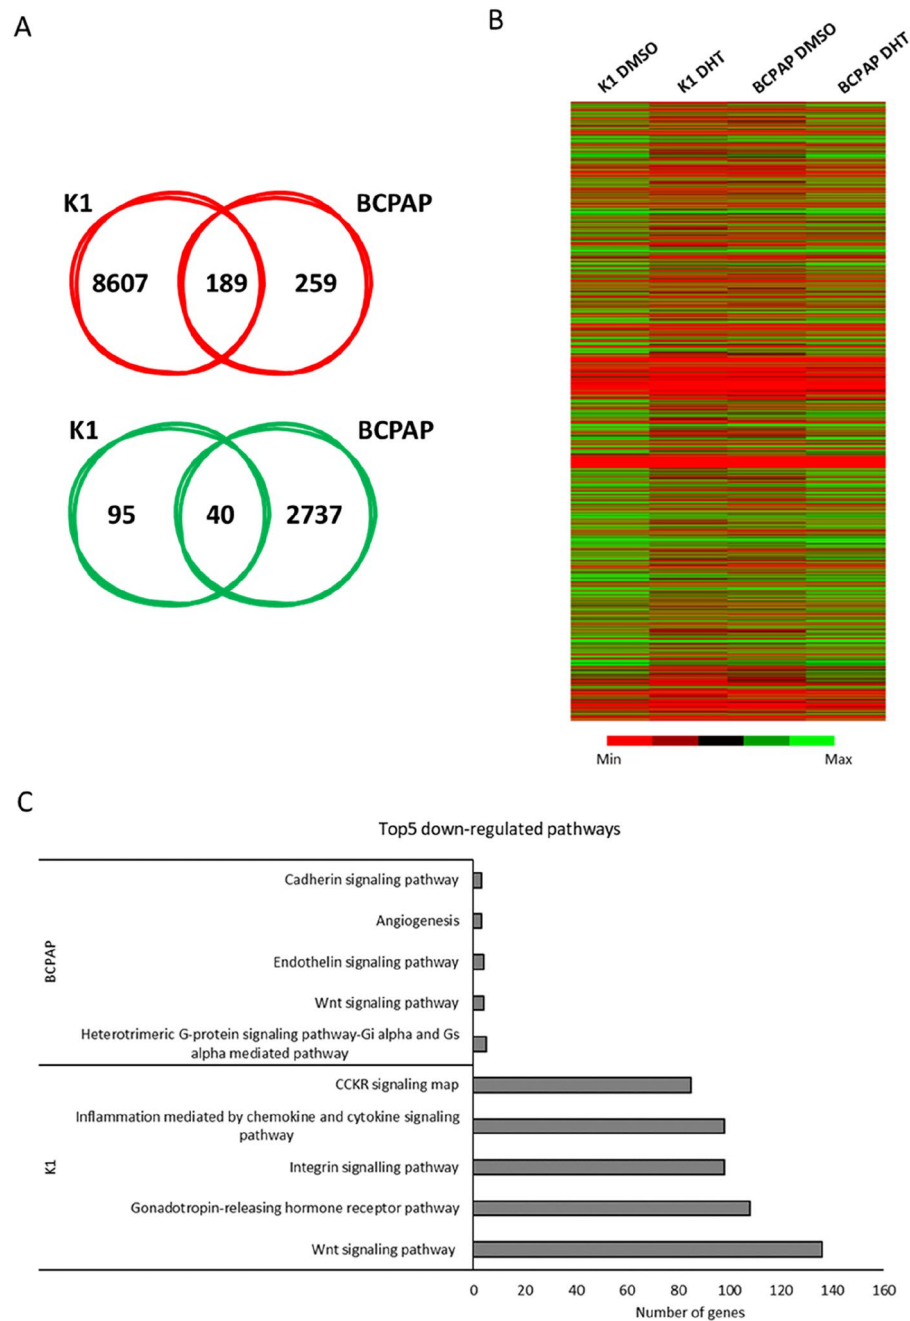 A
K1
BCPAP
8607
189
259
K1
BCPAP
95
40
2737
B
K1 DMSO
K1 DHT
BCPAP DMSO
BCPAP DHT
Min
Max
C
Top5 down-regulated pathways
BCPAP
Cadherin signaling pathway
Angiogenesis
Endothelin signaling pathway
Wnt signaling pathway
Heterotrimeric G-protein signaling pathway-Gi alpha and Gs
alpha mediated pathway
K1
CCKR signaling map
Inflammation mediated by chemokine and cytokine signaling
pathway
Integrin signalling pathway
Gonadotropin-releasing hormone receptor pathway
Wnt signaling pathway
0 20 40 60 80 100 120 140 160
Number of genes